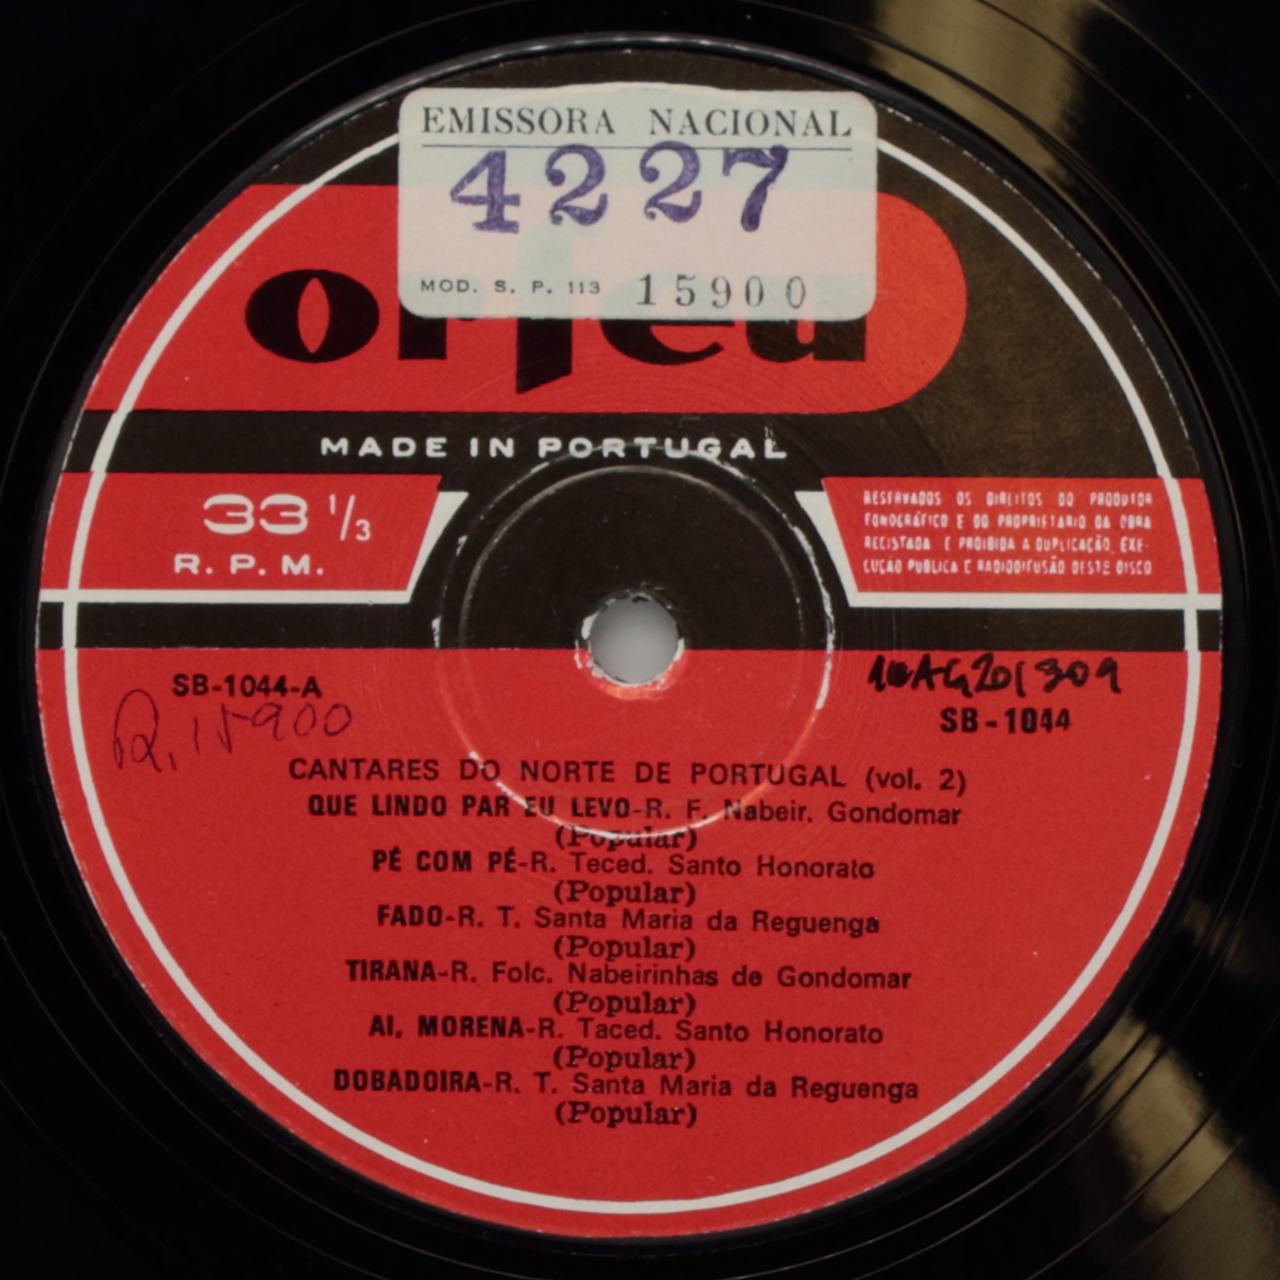 EMISSORA NACIONAL
4227
MOD. S. P. 113 15900
orfeu
MADE IN PORTUGAL
33 1/3
R. P. M.
RESERVADOS OS DIREITOS DO PRODUTOR
FONOGRÁFICO E DO PROPRIETARIO DA OBRA
REGISTADA E PROIBIDA A DUPLICAÇÃO, EXE-
CUÇÃO PUBLICA E RADIODIFUSÃO DESTE DISCO
SB-1044-A
R. 15900
SB-1044
CANTARES DO NORTE DE PORTUGAL (vol. 2)
QUE LINDO PAR EU LEVO-R. F. Nabeir. Gondomar
(Popular)
PÉ COM PÉ-R. Teced. Santo Honorato
(Popular)
FADO-R. T. Santa Maria da Reguenga
(Popular)
TIRANA-R. Folc. Nabeirinhas de Gondomar
(Popular)
AI, MORENA-R. Taced. Santo Honorato
(Popular)
DOBADOIRA-R. T. Santa Maria da Reguenga
(Popular)